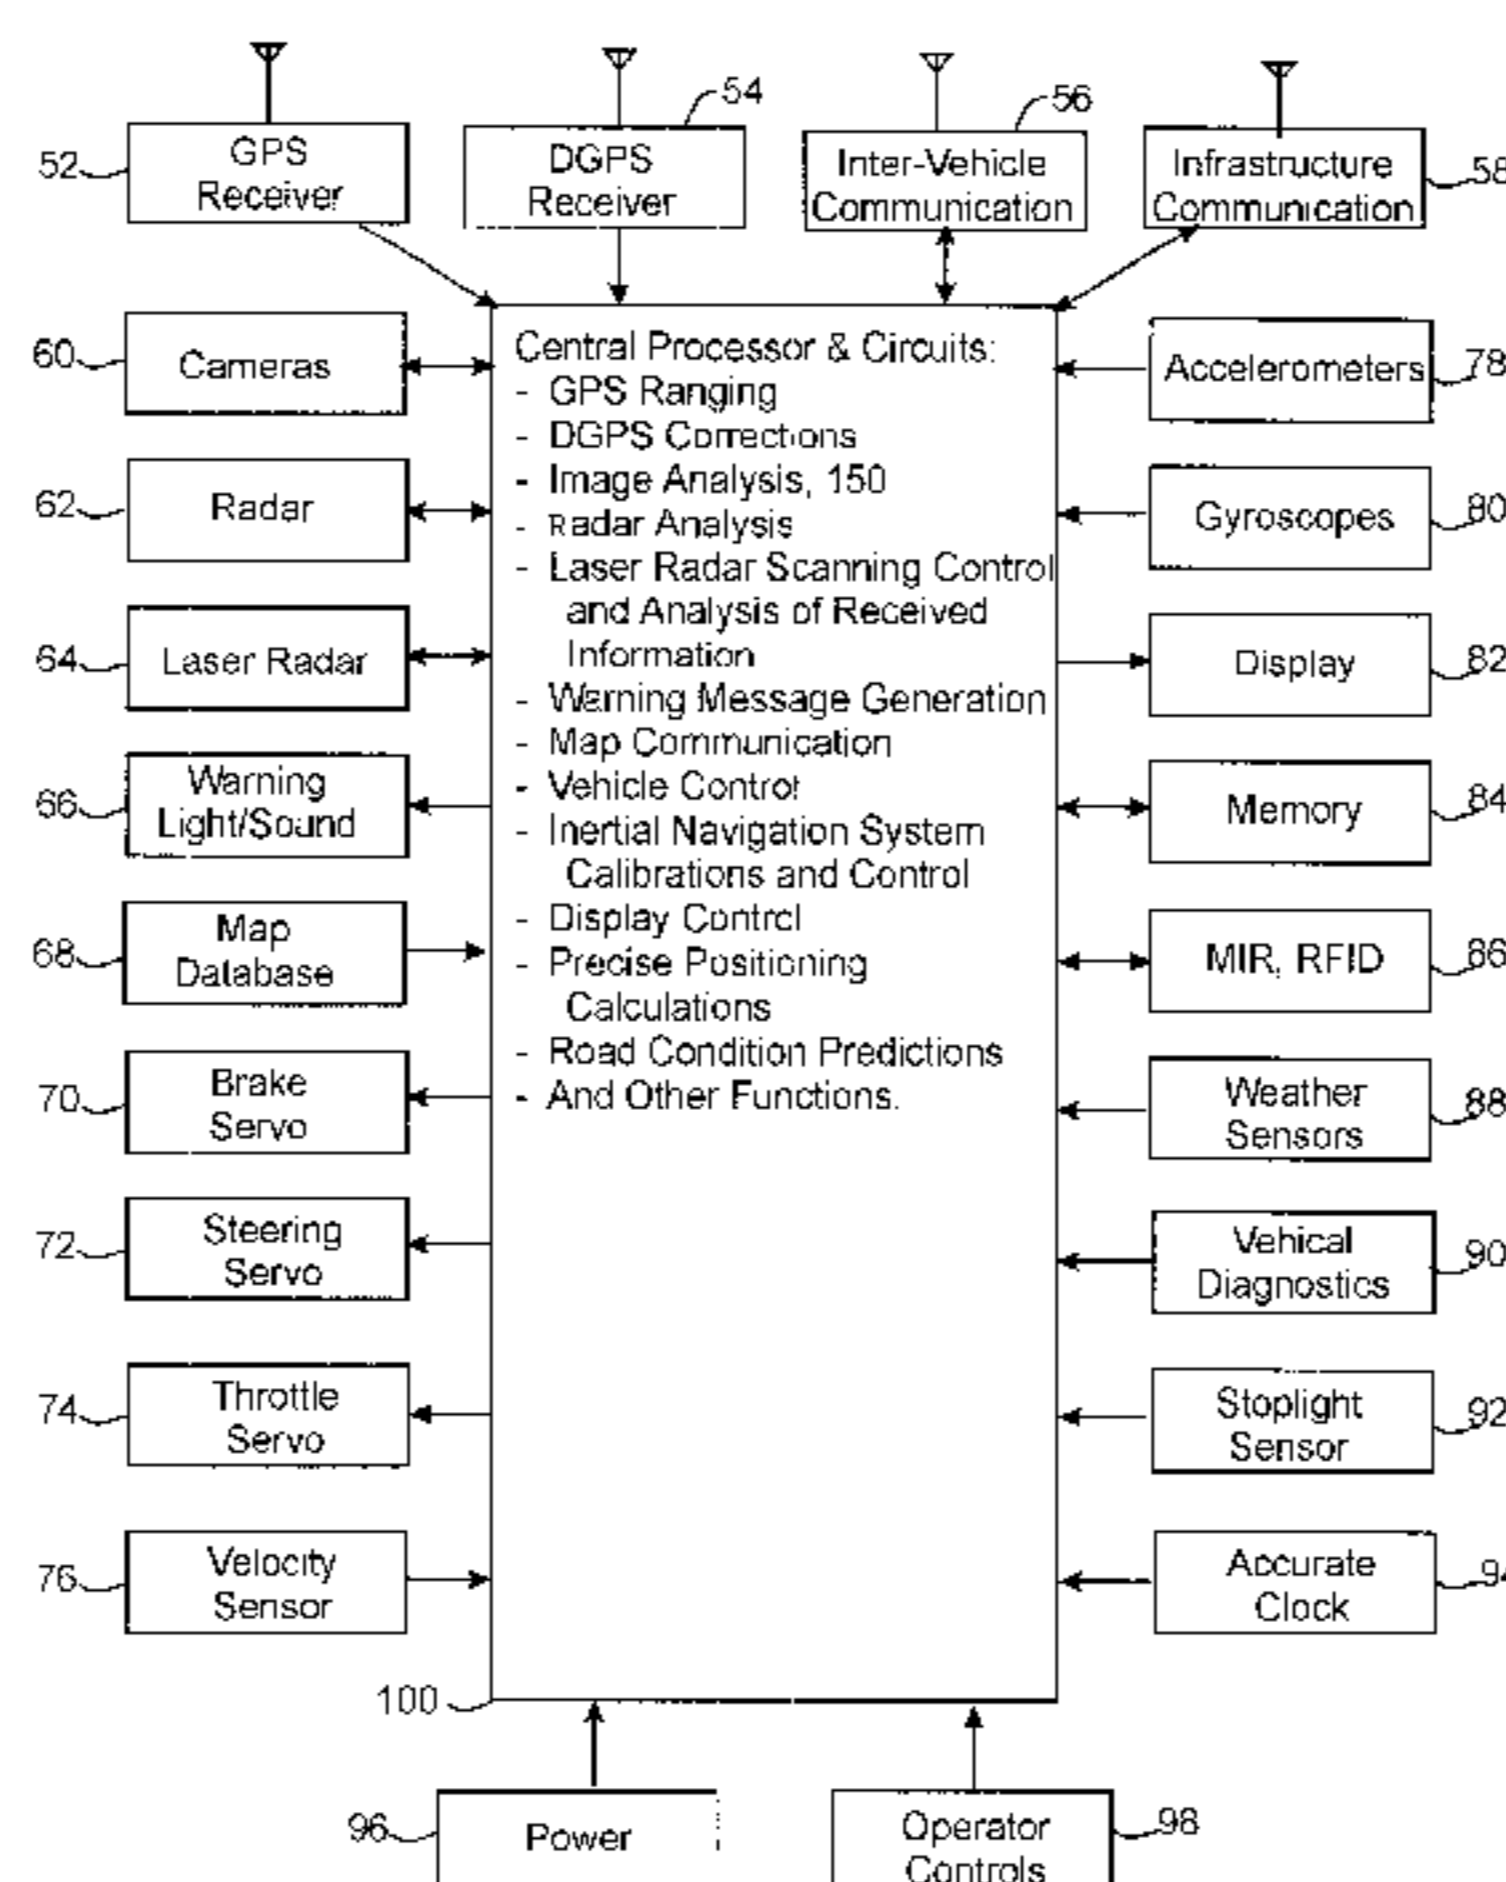 54
56
52
GPS
Receiver
DGPS
Receiver
Inter-Vehicle
Communication
Infrastructure
Communication
58
60
Cameras
62
Radar
64
Laser Radar
66
Warning
Light/Sound
68
Map
Database
70
Brake
Servo
72
Steering
Servo
74
Throttle
Servo
76
Velocity
Sensor
Central Processor & Circuits:
- GPS Ranging
- DGPS Corrections
- Image Analysis, 150
- Radar Analysis
- Laser Radar Scanning Control
and Analysis of Received
Information
- Warning Message Generation
- Map Communication
- Vehicle Control
- Inertial Navigation System
Calibrations and Control
- Display Control
- Precise Positioning
Calculations
- Road Condition Predictions
- And Other Functions.
Accelerometers
78
Gyroscopes
80
Display
82
Memory
84
MIR, RFID
86
Weather
Sensors
88
Vehical
Diagnostics
90
Stoplight
Sensor
92
Accurate
Clock
94
100
96
Power
Operator
Controls
98